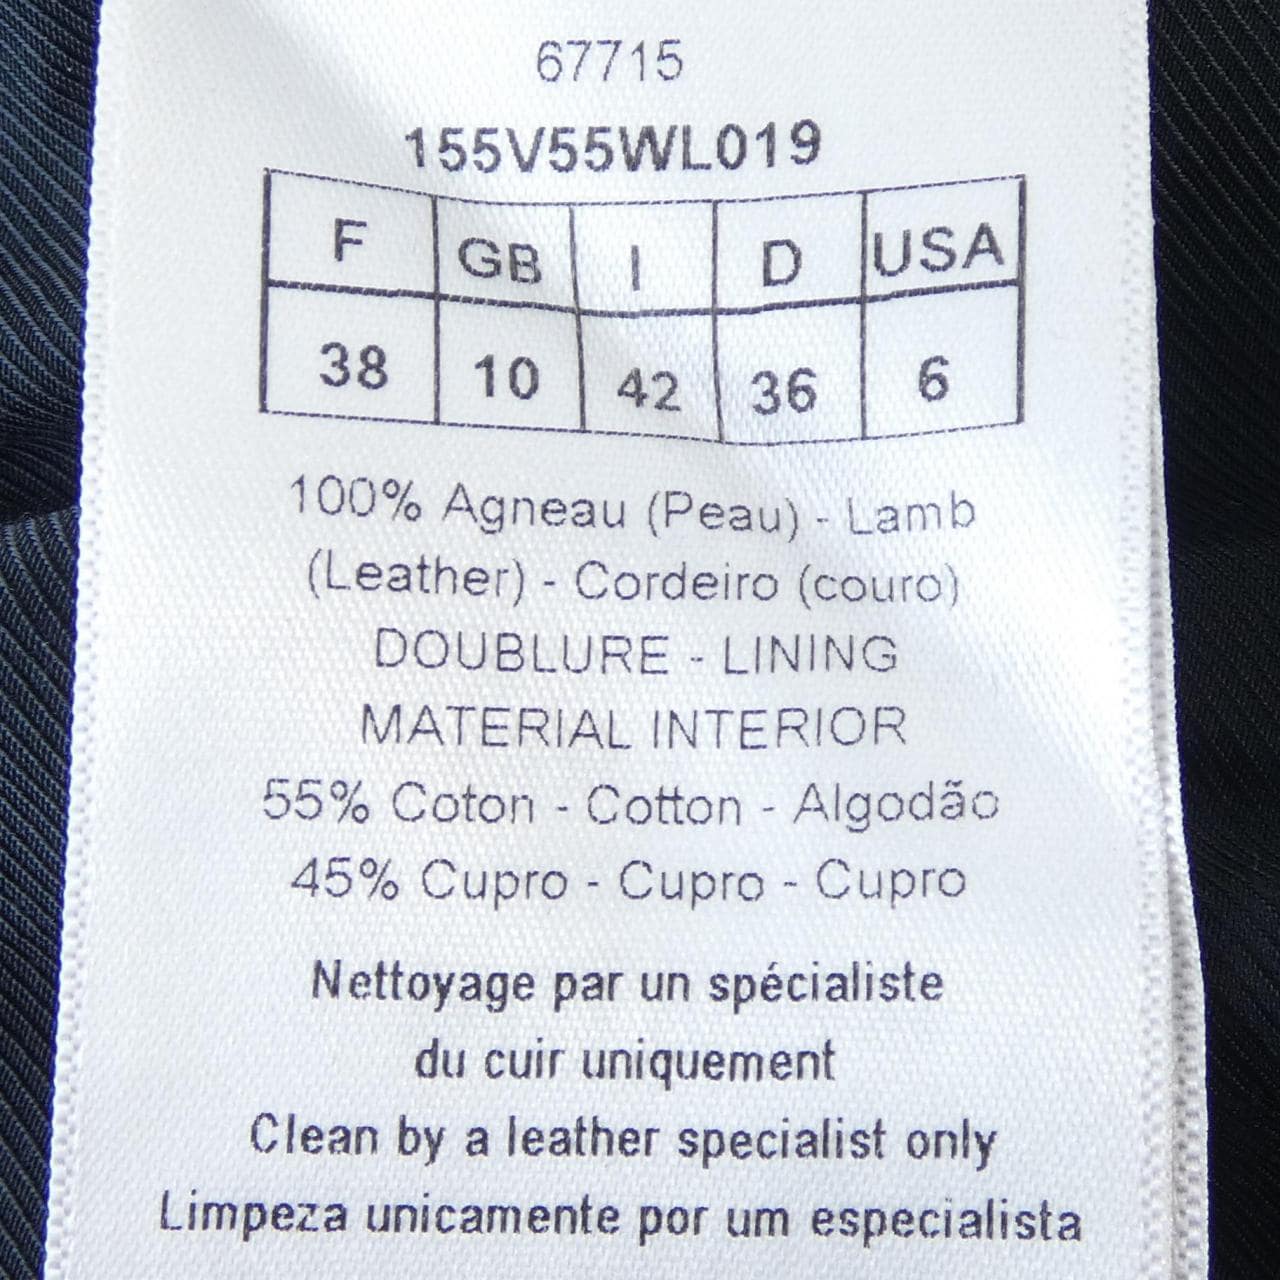 67715
155V55WL019
F GB I D USA
38 10 42 36 6
100% Agneau (Peau) - Lamb
(Leather) - Cordeiro (couro)
DOUBLURE - LINING
MATERIAL INTERIOR
55% Coton - Cotton - Algodão
45% Cupro - Cupro - Cupro
Nettoyage par un spécialiste
du cuir uniquement
Clean by a leather specialist only
Limpeza unicamente por um especialista